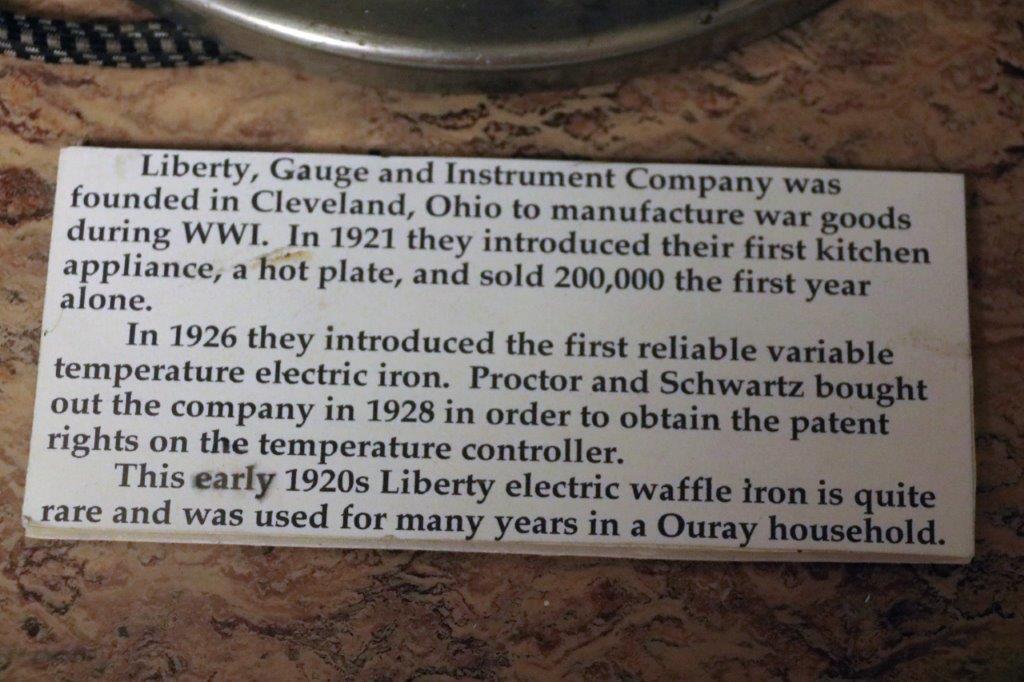 Liberty, Gauge and Instrument Company was
founded in Cleveland, Ohio to manufacture war goods
during WWI. In 1921 they introduced their first kitchen
appliance, a hot plate, and sold 200,000 the first year
alone.
In 1926 they introduced the first reliable variable
temperature electric iron. Proctor and Schwartz bought
out the company in 1928 in order to obtain the patent
rights on the temperature controller.
This early 1920s Liberty electric waffle iron is quite
rare and was used for many years in a Ouray household.